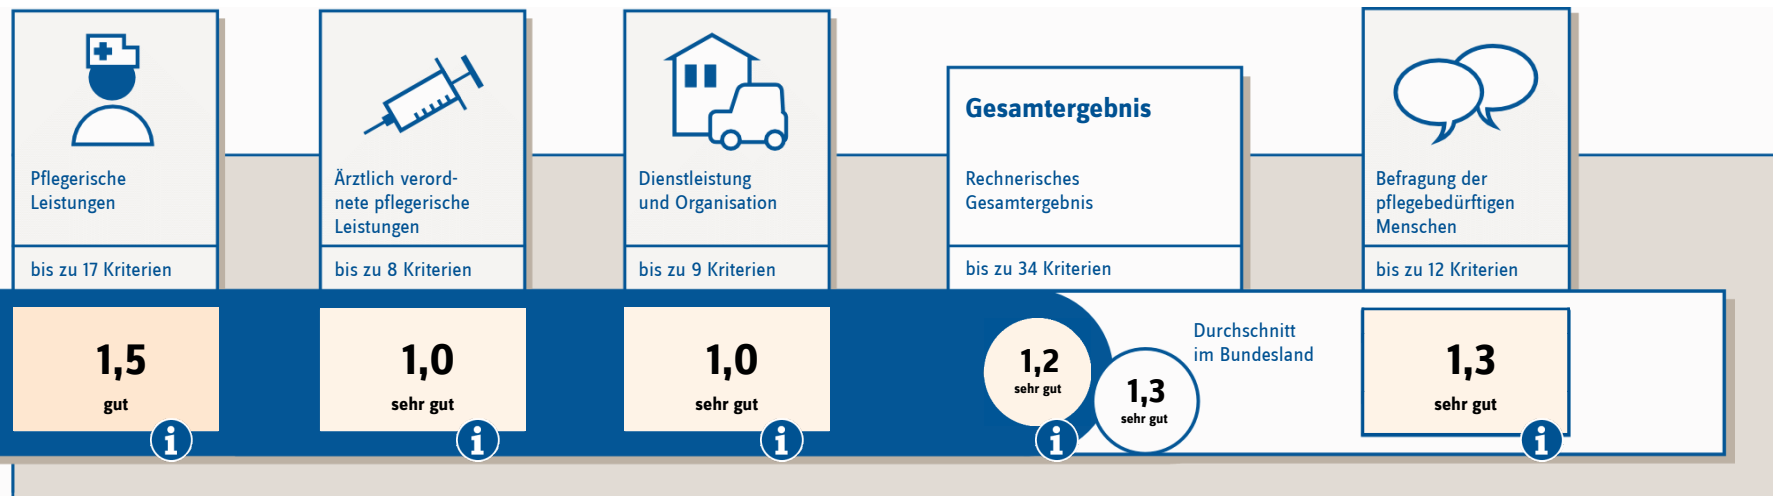 Pflegerische
Leistungen
bis zu 17 Kriterien
1,5
gut
Ärztlich verord-
nete pflegerische
Leistungen
bis zu 8 Kriterien
1,0
sehr gut
Dienstleistung
und Organisation
bis zu 9 Kriterien
1,0
sehr gut
Gesamtergebnis
Rechnerisches
Gesamtergebnis
bis zu 34 Kriterien
1,2
sehr gut
1,3
sehr gut
Durchschnitt
im Bundesland
Befragung der
pflegebedürftigen
Menschen
bis zu 12 Kriterien
1,3
sehr gut